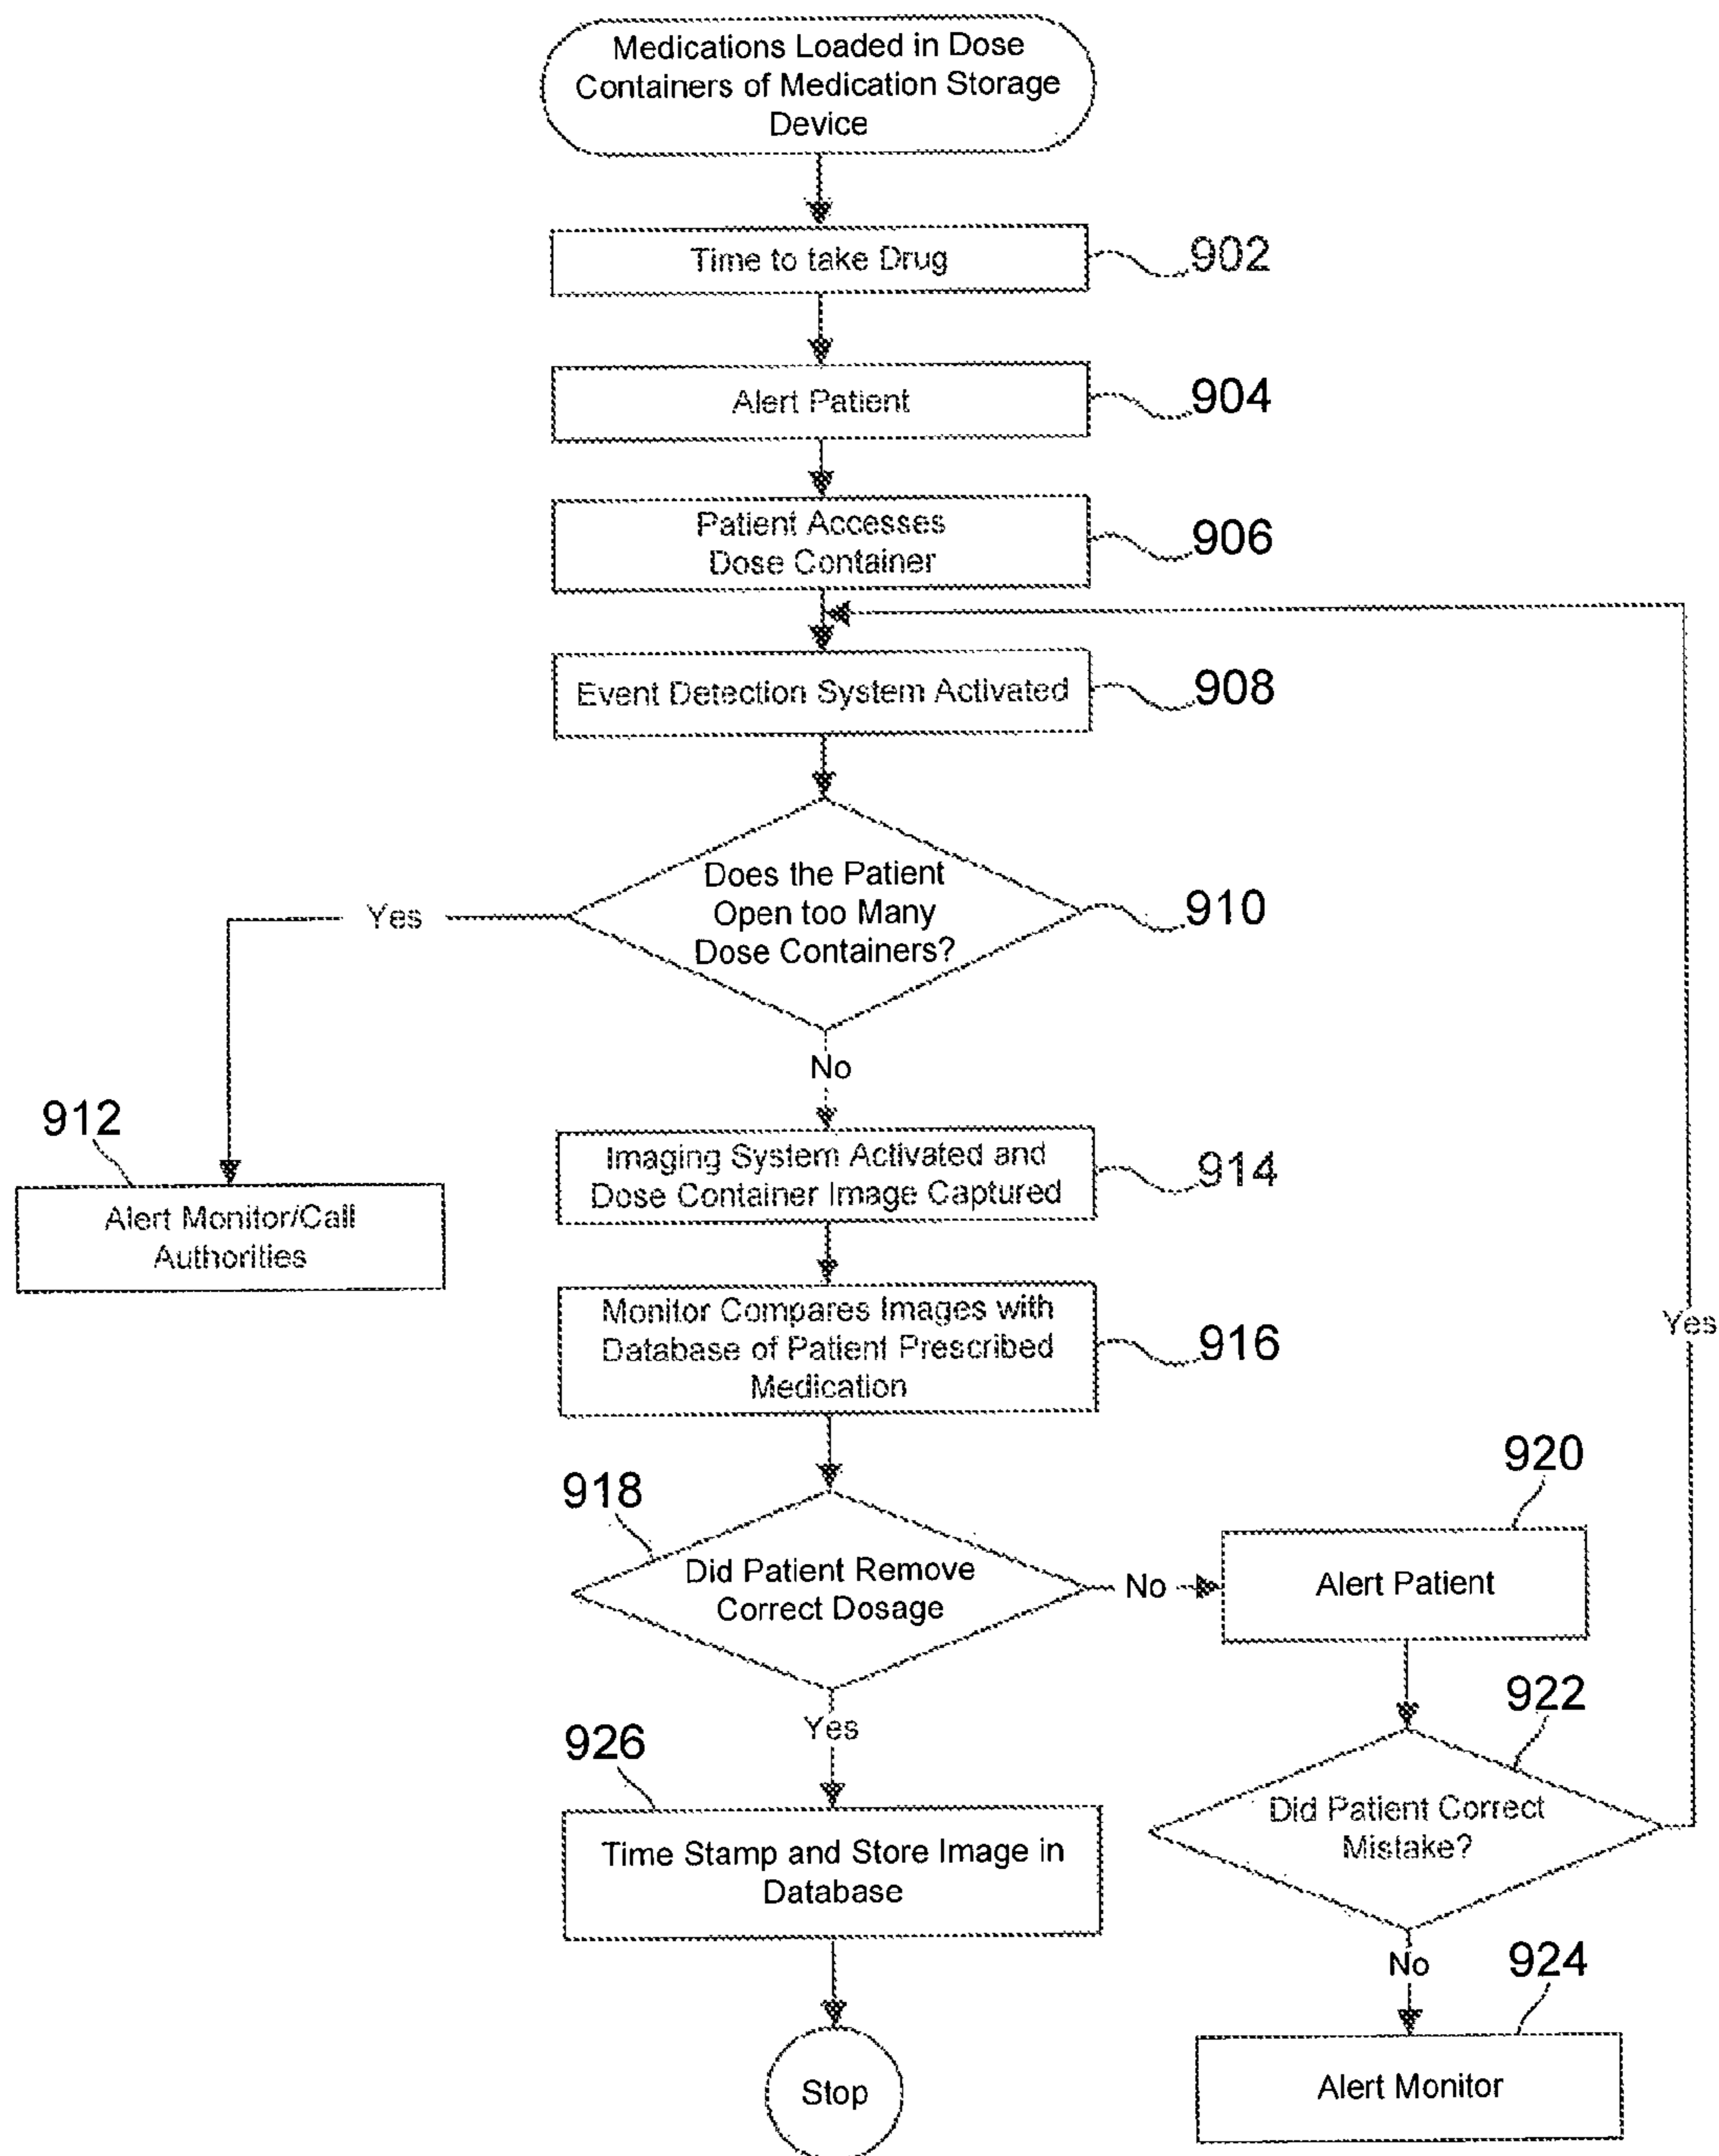 Medications Loaded in Dose
Containers of Medication Storage
Device
Time to take Drug
902
Alert Patient
904
Patient Accesses
Dose Container
906
Event Detection System Activated
908
Does the Patient
Open too Many
Dose Containers?
910
Yes
No
912
Alert Monitor/Call
Authorities
Imaging System Activated and
Dose Container Image Captured
914
Monitor Compares Images with
Database of Patient Prescribed
Medication
916
Yes
918
Did Patient Remove
Correct Dosage
No
920
Alert Patient
Yes
922
Did Patient Correct
Mistake?
926
Time Stamp and Store Image in
Database
No
924
Alert Monitor
Stop